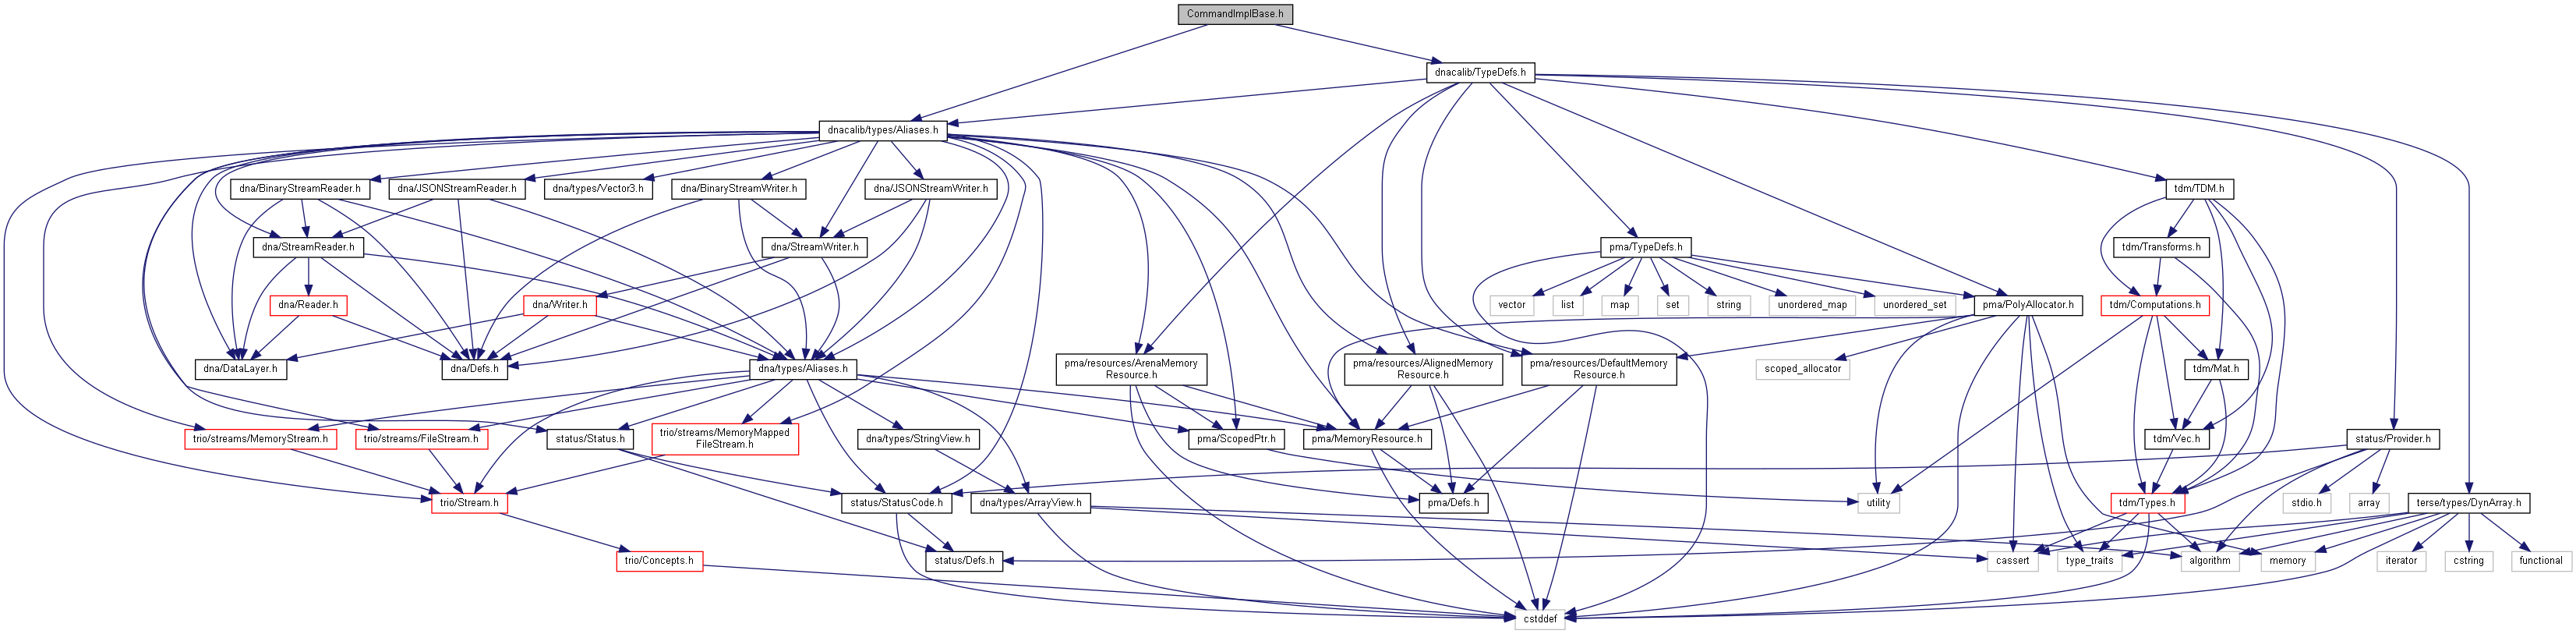 CommandImplBase.h
dnacalib/TypeDefs.h
dnacalib/types/Aliases.h
dna/BinaryStreamReader.h
dna/JSONStreamReader.h
dna/types/Vector3.h
dna/BinaryStreamWriter.h
dna/JSONStreamWriter.h
tdm/TDM.h
dna/StreamReader.h
dna/StreamWriter.h
pma/TypeDefs.h
tdm/Transforms.h
dna/Reader.h
dna/Writer.h
vector
list
map
set
string
unordered_map
unordered_set
pma/PolyAllocator.h
tdm/Computations.h
dna/DataLayer.h
dna/Defs.h
dna/types/Aliases.h
pma/resources/ArenaMemory
Resource.h
pma/resources/AlignedMemory
Resource.h
pma/resources/DefaultMemory
Resource.h
scoped_allocator
tdm/Mat.h
trio/streams/MemoryStream.h
trio/streams/FileStream.h
status/Status.h
trio/streams/MemoryMapped
FileStream.h
dna/types/StringView.h
pma/ScopedPtr.h
pma/MemoryResource.h
tdm/Vec.h
status/Provider.h
trio/Stream.h
status/StatusCode.h
dna/types/ArrayView.h
pma/Defs.h
utility
tdm/Types.h
stdio.h
array
terse/types/DynArray.h
trio/Concepts.h
status/Defs.h
cassert
type_traits
algorithm
memory
iterator
cstring
functional
cstddef